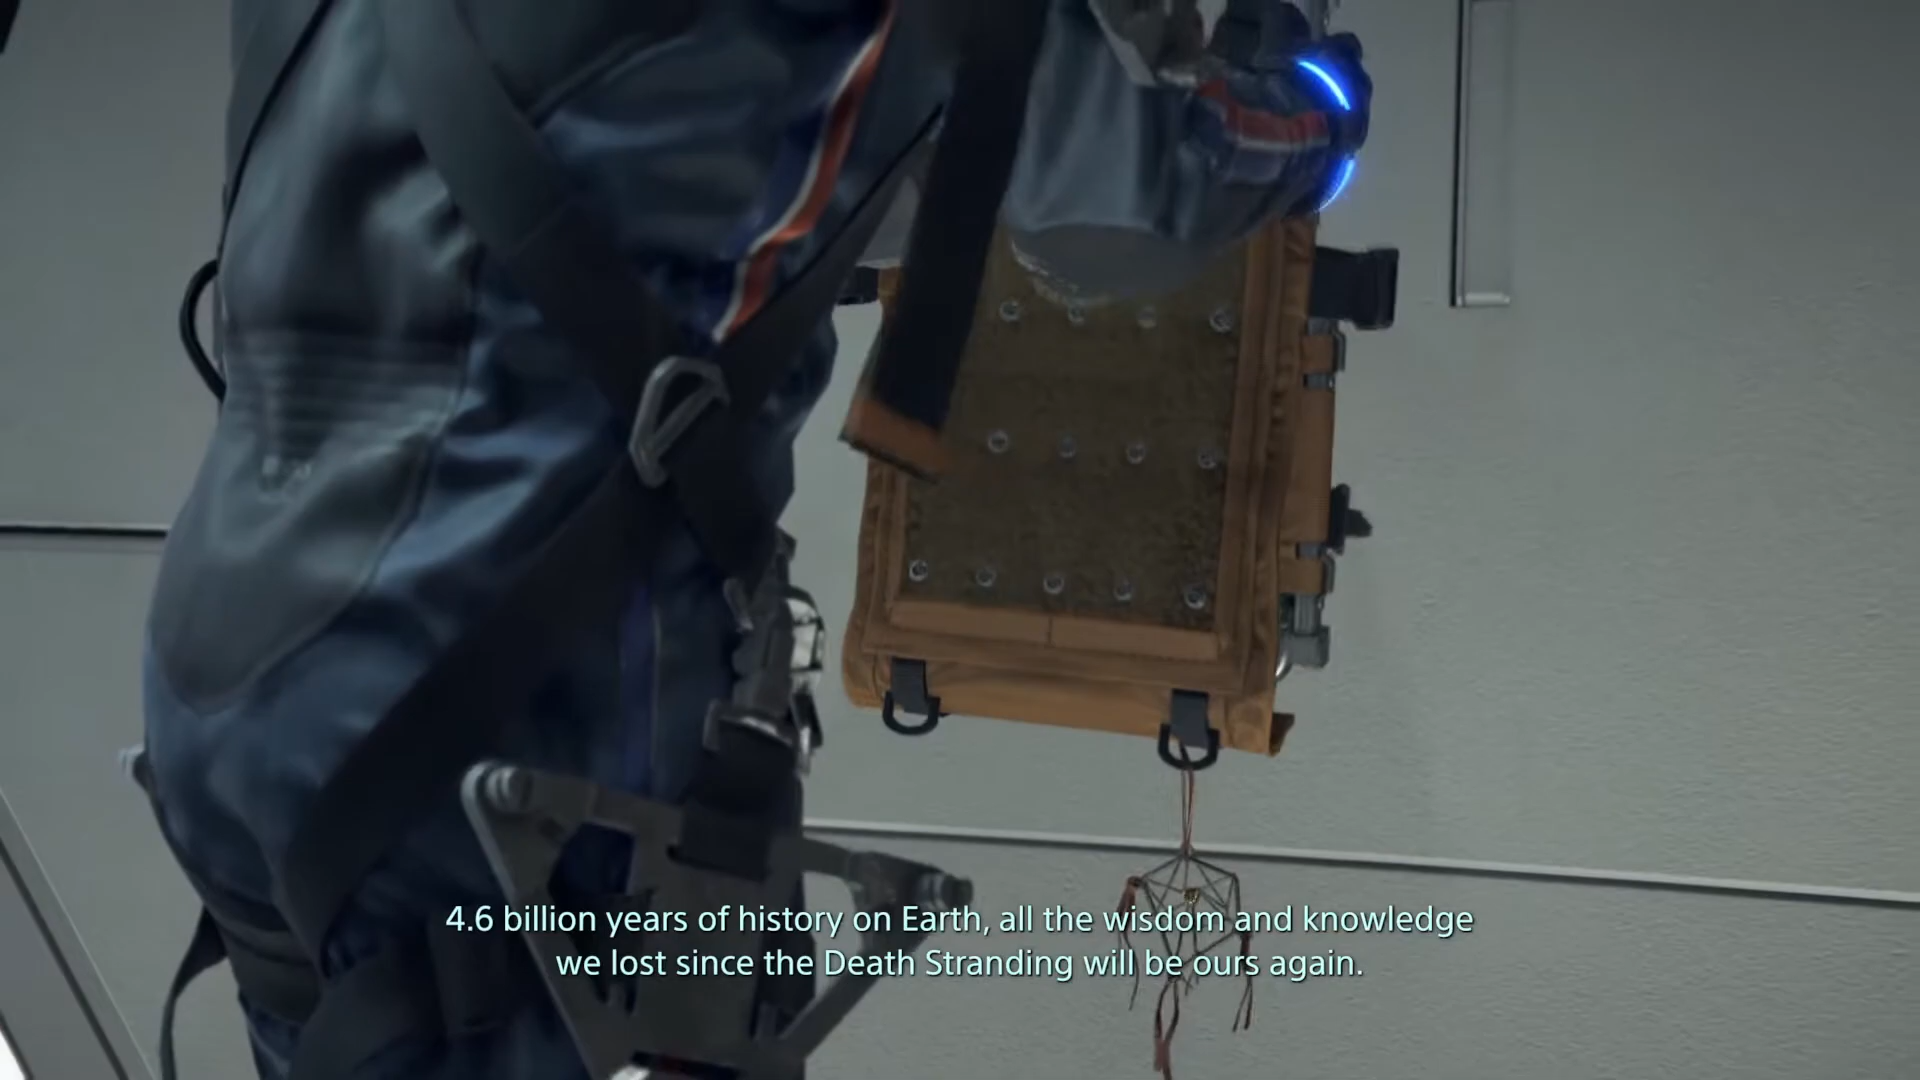 4.6 billion years of history on Earth, all the wisdom and knowledge
we lost since the Death Stranding will be ours again.